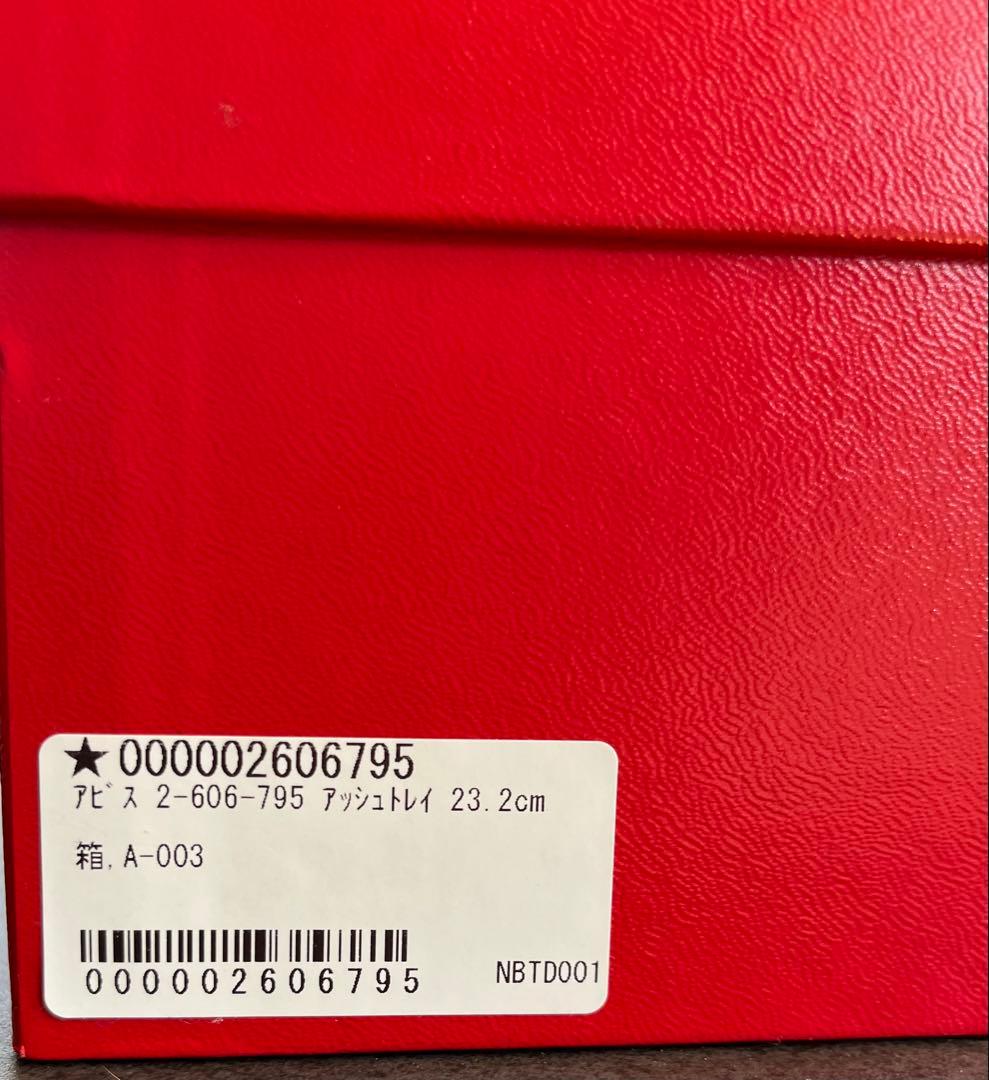 ★000002606795
ｱﾋﾞｽ 2-606-795 ｱｯｼｭﾄﾚｲ 23.2cm
箱, A-003
000002606795
NBTD001